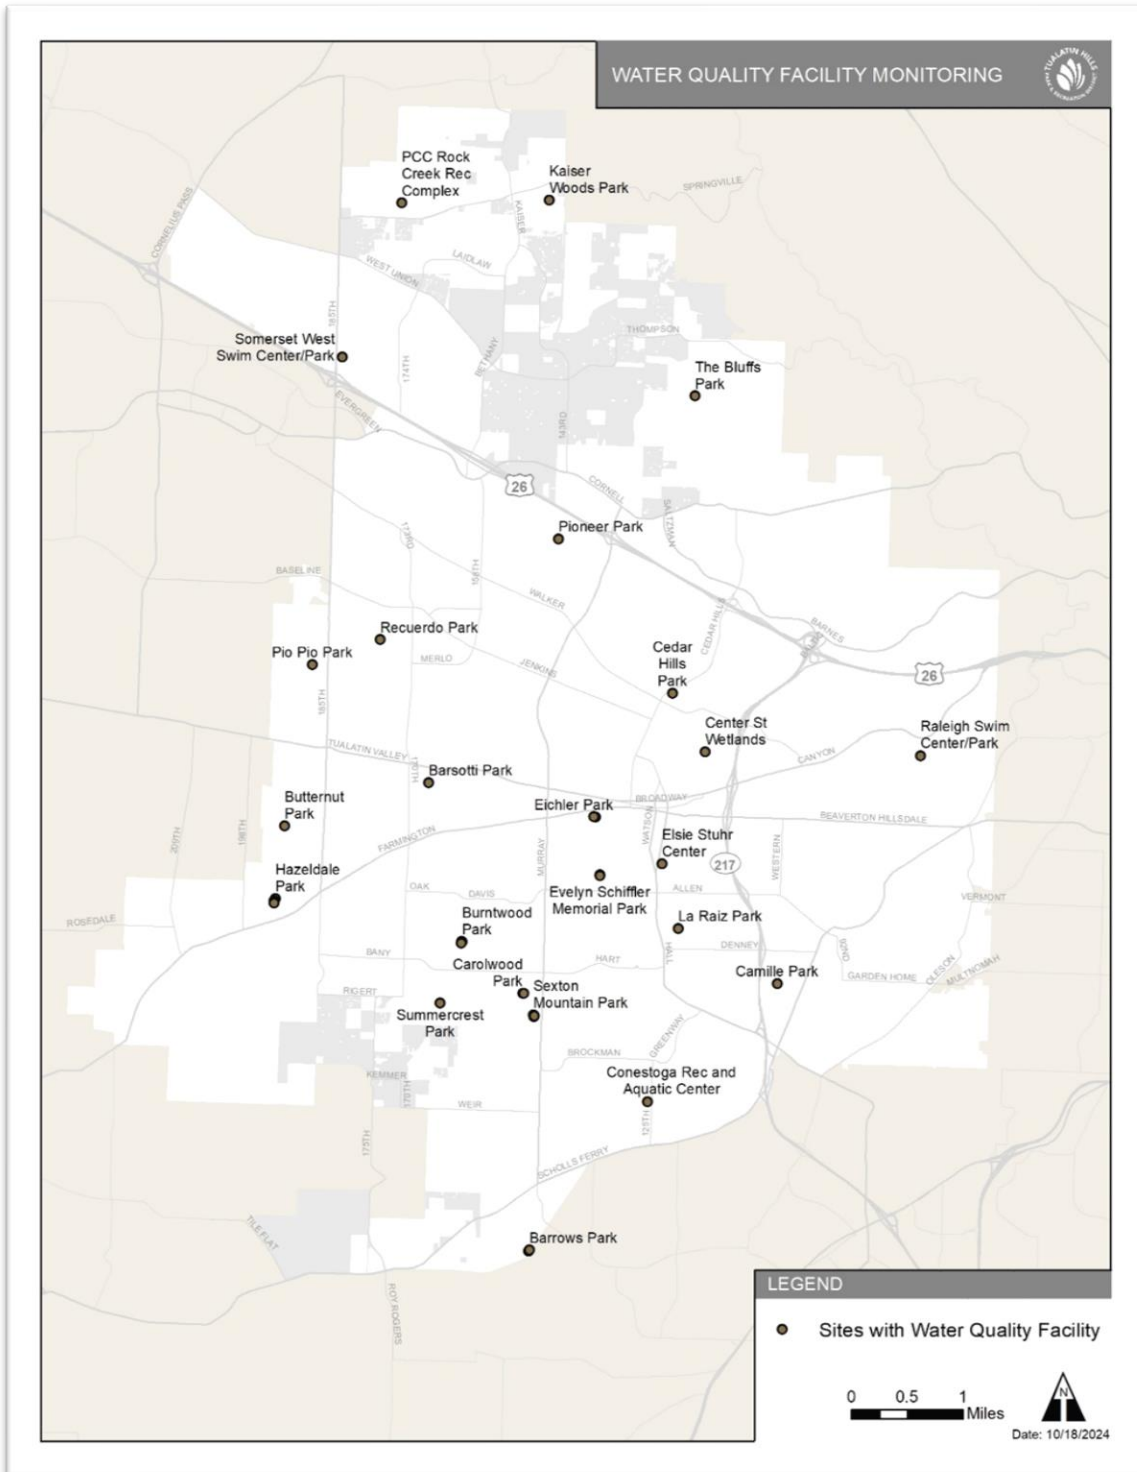 WATER QUALITY FACILITY MONITORING
TUALATIN HILLS
PARK & RECREATION DISTRICT
PCC Rock
Creek Rec
Complex
Kaiser
Woods Park
SPRINGVILLE
CORNELIUS PASS
KAISER
LAIDLAW
WEST UNION
185TH
THOMPSON
Somerset West
Swim Center/Park
174TH
BETHANY
The Bluffs
Park
EVERGREEN
143RD
26
CORNELL
SALTZMAN
Pioneer Park
173RD
158TH
BASELINE
WALKER
CEDAR HILLS
BARNES
Recuerdo Park
Pio Pio Park
MERLO
JENKINS
Cedar
Hills
Park
26
185TH
Center St
Wetlands
Raleigh Swim
Center/Park
TUALATIN VALLEY
170TH
CANYON
Barsotti Park
Butternut
Park
Eichler Park
BROADWAY
BEAVERTON HILLSDALE
209TH
198TH
FARMINGTON
MURRAY
WATSON
Elsie Stuhr
Center
217
WESTERN
Hazeldale
Park
OAK
DAVIS
Evelyn Schiffler
Memorial Park
ALLEN
VERMONT
ROSEDALE
Burntwood
Park
La Raiz Park
BANY
HART
HALL
DENNEY
92ND
OLESON
MULTNOMAH
Carolwood
Park
Camille Park
GARDEN HOME
RIGERT
Sexton
Mountain Park
Summercrest
Park
BROCKMAN
GREENWAY
KEMMER
170TH
Conestoga Rec and
Aquatic Center
WEIR
125TH
175TH
SCHOLLS FERRY
TILE FLAT
Barrows Park
ROY ROGERS
LEGEND
Sites with Water Quality Facility
0 0.5 1
Miles
N
Date: 10/18/2024